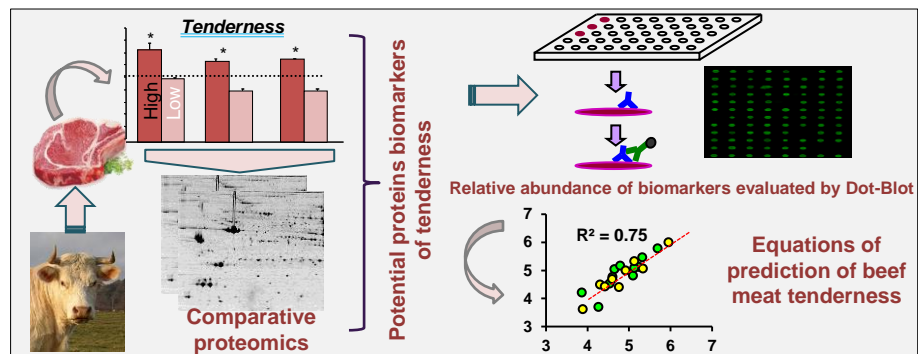 Tenderness
* * *
High
Low
Comparative
proteomics
Potential proteins biomarkers
of tenderness
Relative abundance of biomarkers evaluated by Dot-Blot
7
6
5
4
3
R² = 0.75
3 4 5 6 7
Equations of
prediction of beef
meat tenderness